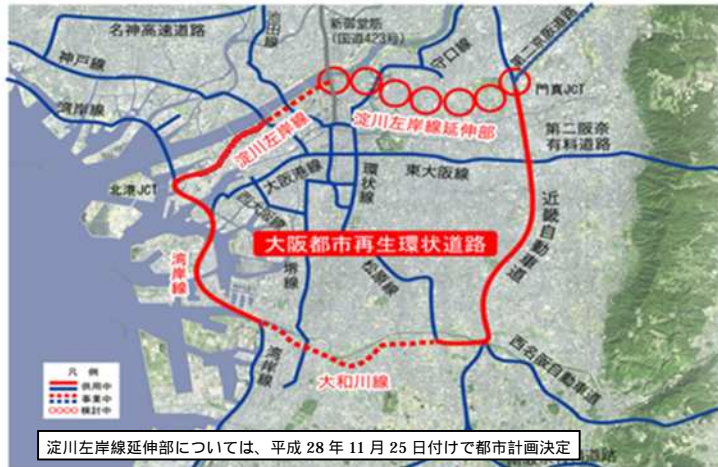 名神高速道路
池田線
新御堂筋
(国道423号)
守口線
第二京阪道路
神戸線
湾岸線
門真JCT
淀川左岸線
淀川左岸線延伸部
第二阪奈
有料道路
大阪港線
環状線
東大阪線
北港JCT
西大阪線
近畿自動車道
大阪都市再生環状道路
湾岸線
堺線
松原線
湾岸線
大和川線
西名阪自動車道
凡 例
供用中
事業中
検討中
淀川左岸線延伸部については、平成 28 年 11 月 25 日付けで都市計画決定